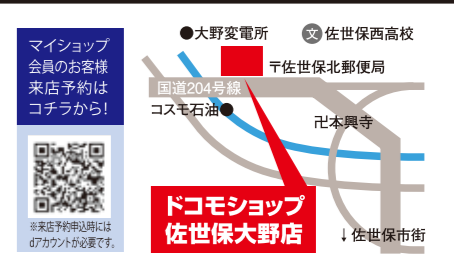 マイショップ
会員のお客様
来店予約は
コチラから!
※来店予約申込時には
dアカウントが必要です。
●大野変電所
文 佐世保西高校
〒佐世保北郵便局
国道204号線
コスモ石油●
卍本興寺
ドコモショップ
佐世保大野店
↓佐世保市街